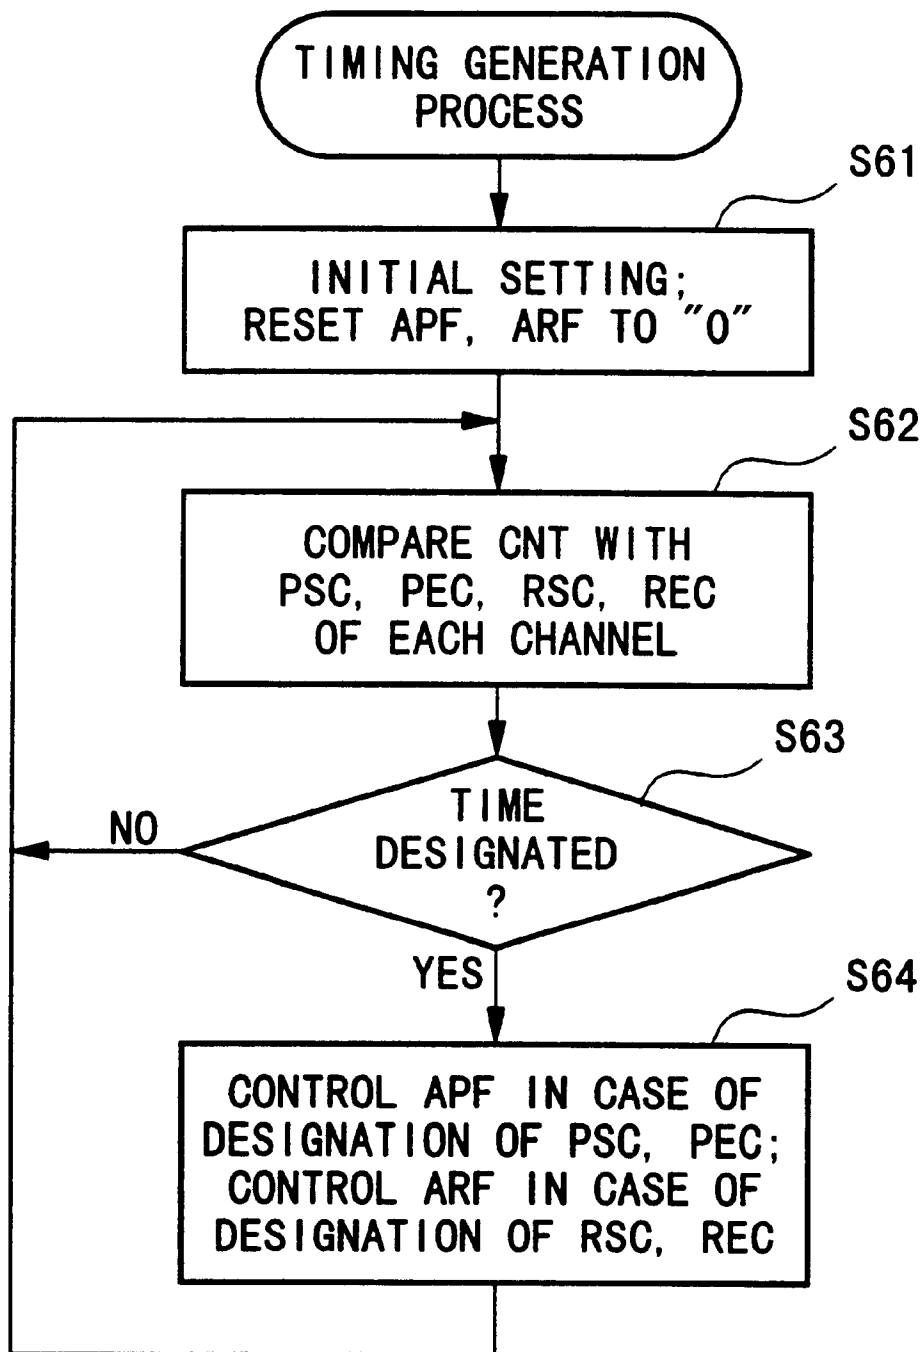 TIMING GENERATION
PROCESS
S61
INITIAL SETTING;
RESET APF, ARF TO "0"
S62
COMPARE CNT WITH
PSC, PEC, RSC, REC
OF EACH CHANNEL
S63
TIME
DESIGNATED
?
NO
YES
S64
CONTROL APF IN CASE OF
DESIGNATION OF PSC, PEC;
CONTROL ARF IN CASE OF
DESIGNATION OF RSC, REC